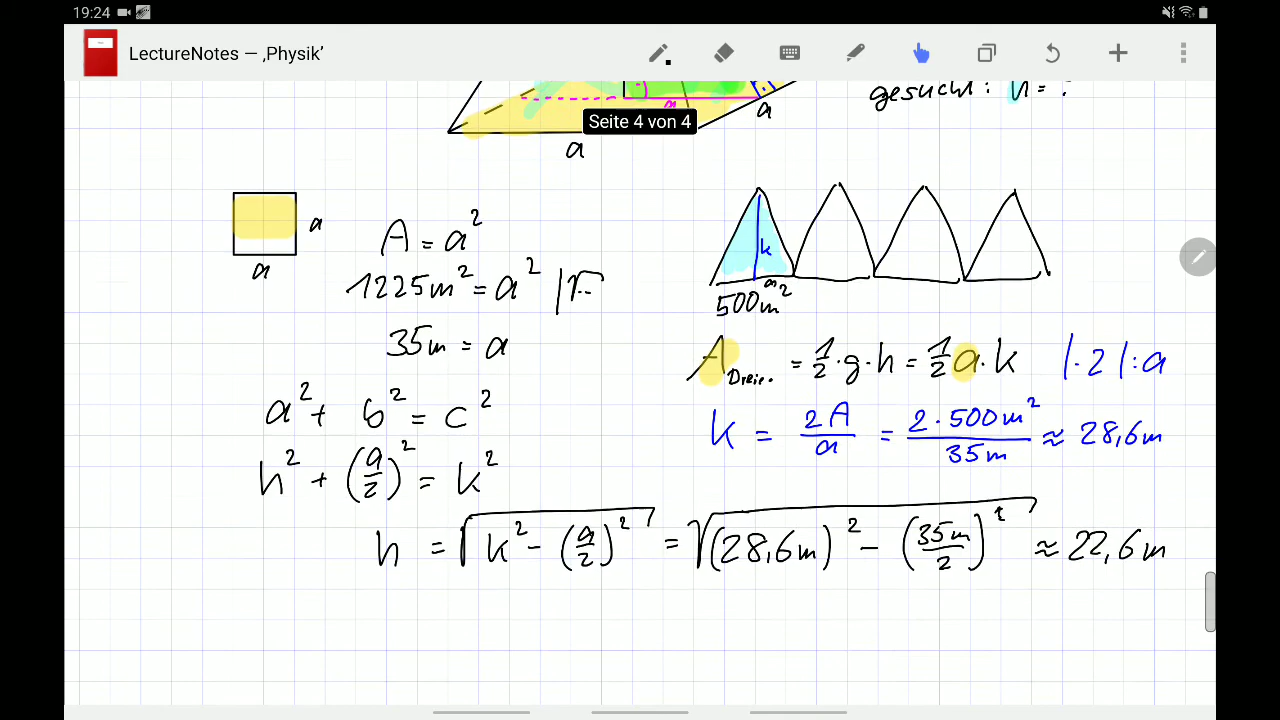 19:24
LectureNotes — ‚Physik’
gesucht: h = ?
a
a
Seite 4 von 4
a
a
a
A = a²
1225m² = a² |√‾
35m = a
a² + b² = c²
h² + (a/2)² = k²
k
500m²
A Dreie. = 1/2 · g · h = 1/2 a · k |·2 |:a
k = 2A/a = 2·500m²/35m ≈ 28,6m
h = √(k² − (a/2)²) = √((28,6m)² − (35m/2)²) ≈ 22,6m